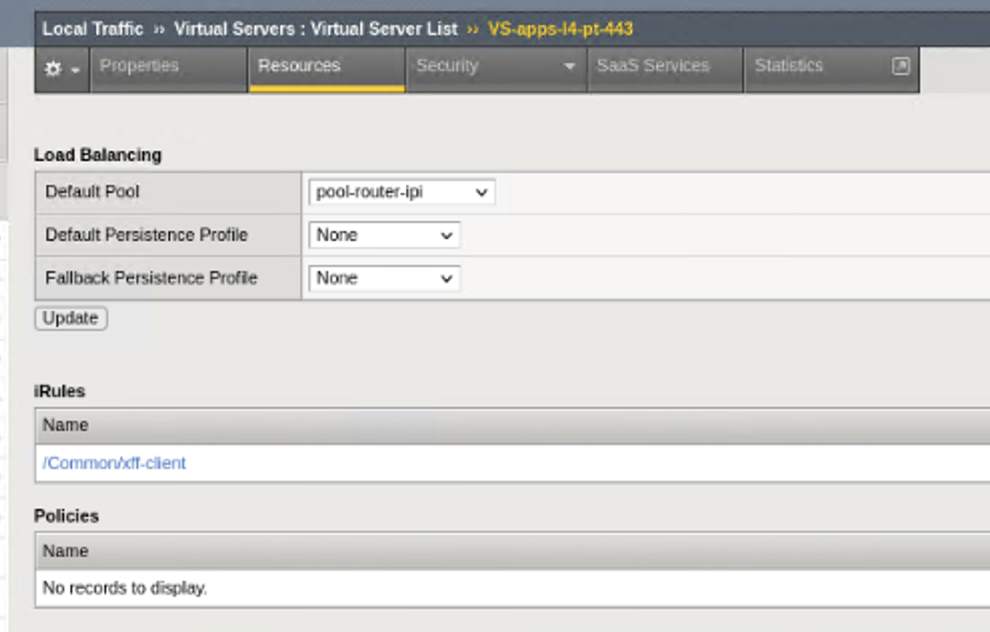 Local Traffic ›› Virtual Servers : Virtual Server List ›› VS-apps-l4-pt-443
Properties Resources Security SaaS Services Statistics
Load Balancing
Default Pool pool-router-ipi
Default Persistence Profile None
Fallback Persistence Profile None
Update
iRules
Name
/Common/xff-client
Policies
Name
No records to display.